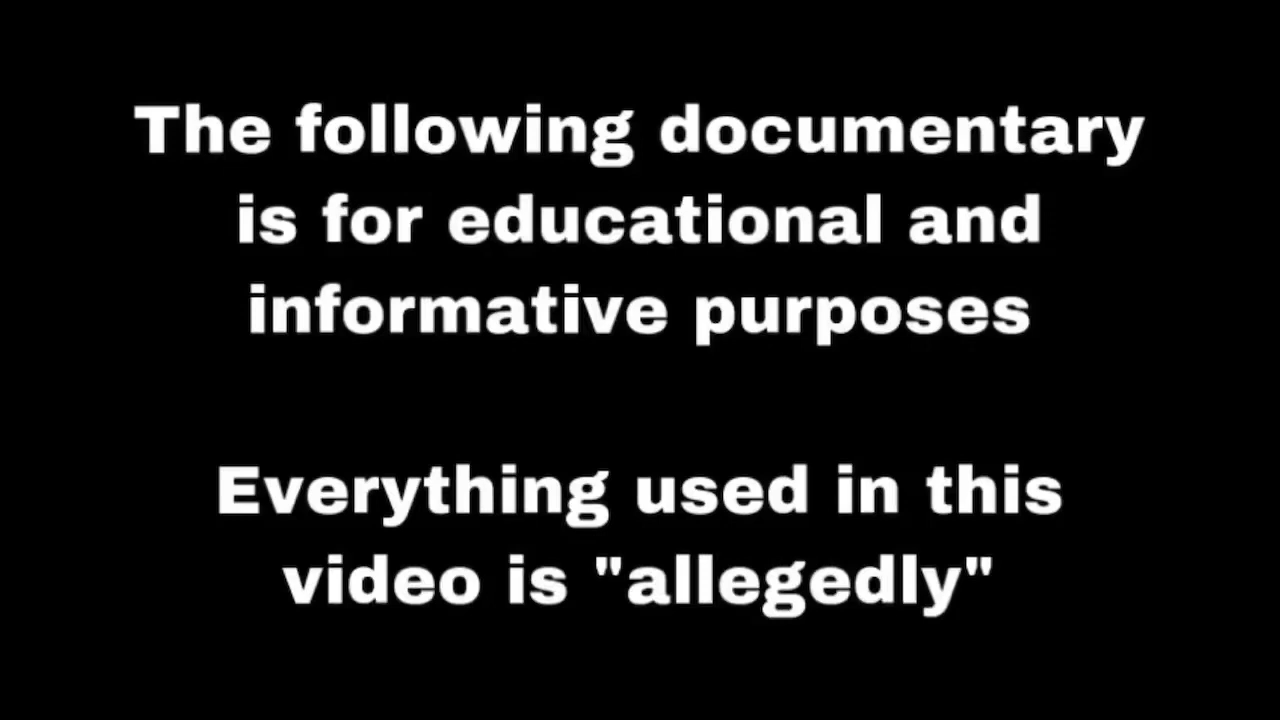 The following documentary
is for educational and
informative purposes
Everything used in this
video is "allegedly"